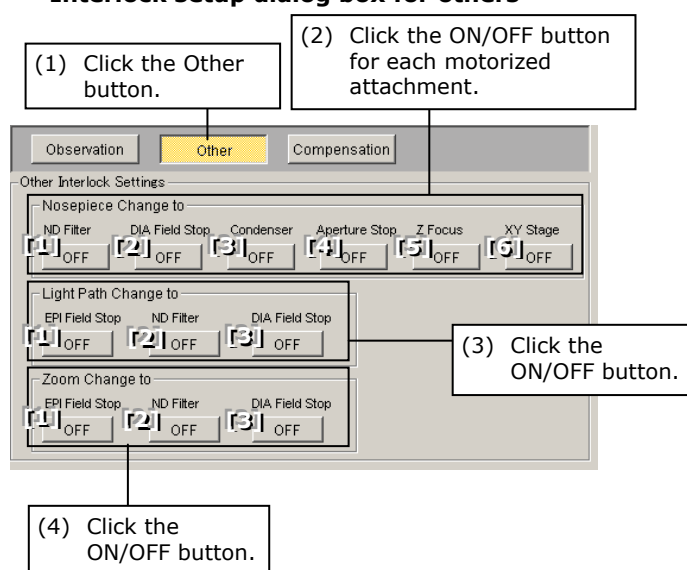 Interlock setup dialog box for others
(1) Click the Other
button.
(2) Click the ON/OFF button
for each motorized
attachment.
Observation Other Compensation
Other Interlock Settings
Nosepiece Change to
ND Filter DIA Field Stop Condenser Aperture Stop Z Focus XY Stage
[1] OFF [2] OFF [3] OFF [4] OFF [5] OFF [6] OFF
Light Path Change to
EPI Field Stop ND Filter DIA Field Stop
[1] OFF [2] OFF [3] OFF
(3) Click the
ON/OFF button.
Zoom Change to
EPI Field Stop ND Filter DIA Field Stop
[1] OFF [2] OFF [3] OFF
(4) Click the
ON/OFF button.